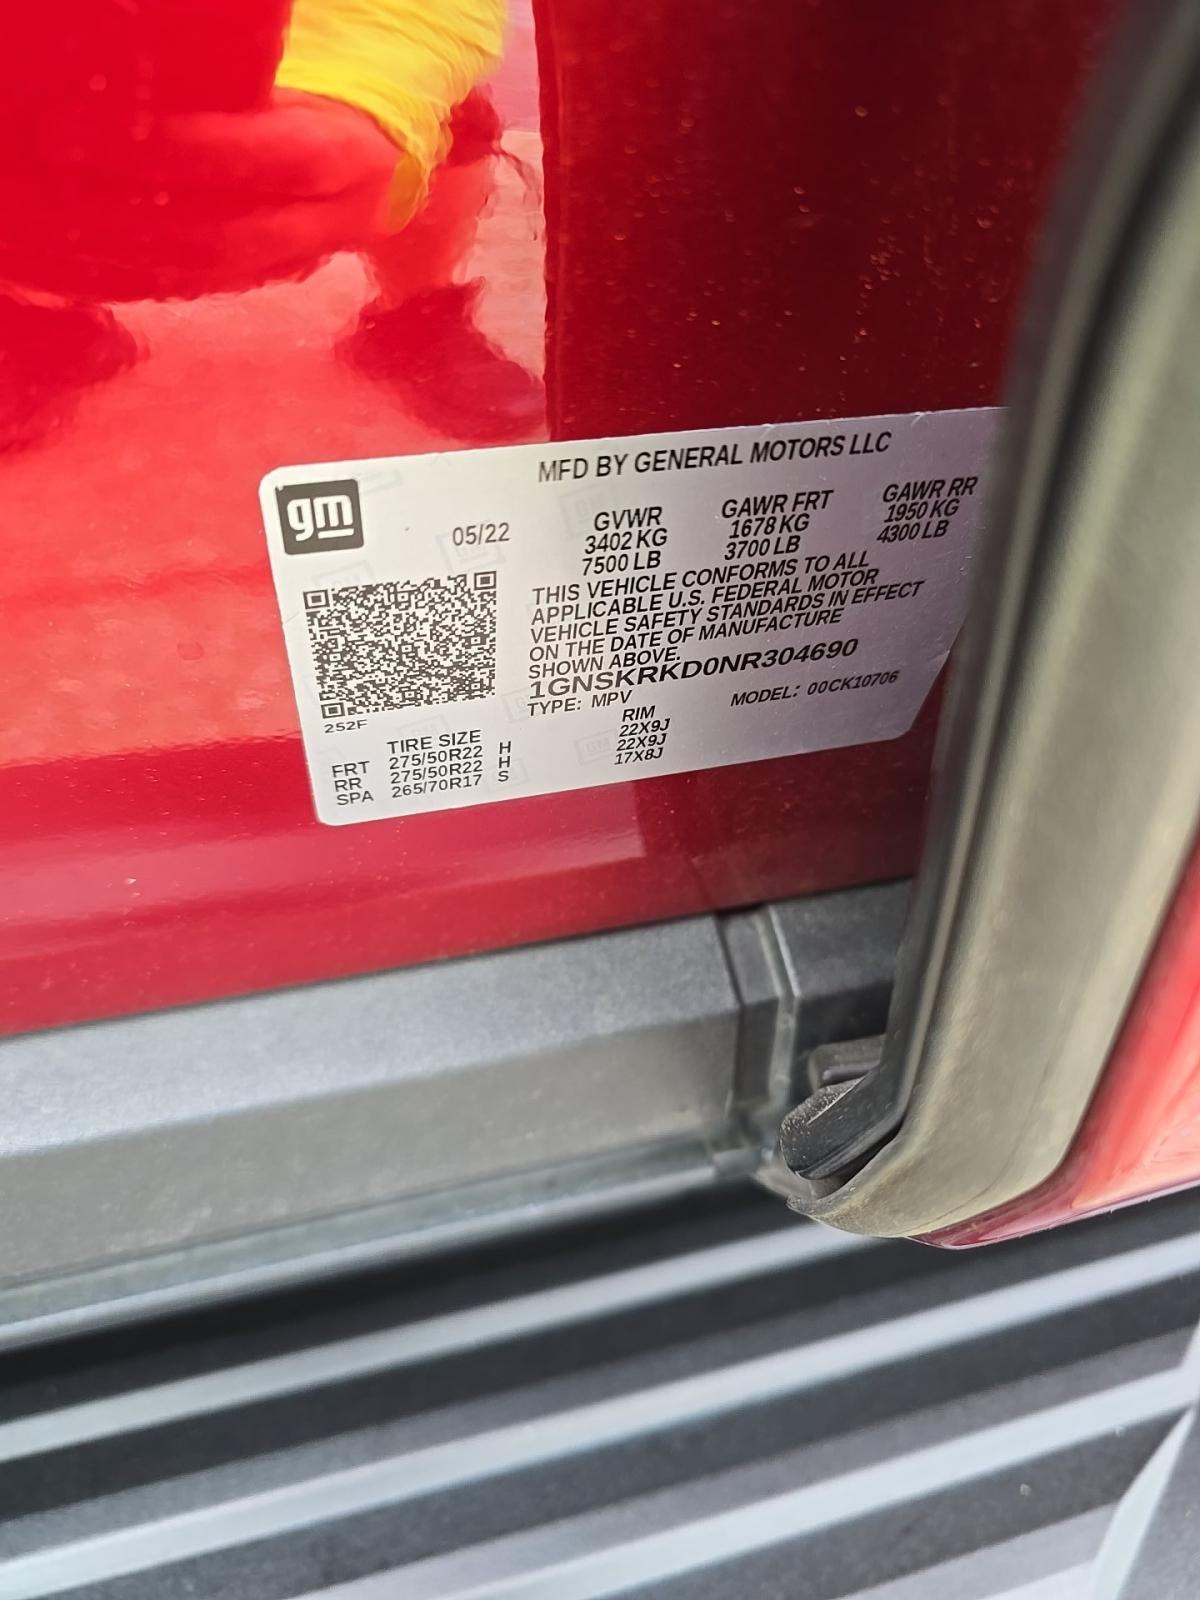 MFD BY GENERAL MOTORS LLC
gm
05/22
GVWR GAWR FRT GAWR RR
3402 KG 1678 KG 1950 KG
7500 LB 3700 LB 4300 LB
THIS VEHICLE CONFORMS TO ALL
APPLICABLE U.S. FEDERAL MOTOR
VEHICLE SAFETY STANDARDS IN EFFECT
ON THE DATE OF MANUFACTURE
SHOWN ABOVE.
1GNSKRKD0NR304690
TYPE: MPV MODEL: 00CK10706
252F
TIRE SIZE RIM
FRT 275/50R22 H 22X9J
RR 275/50R22 H 22X9J
SPA 265/70R17 S 17X8J